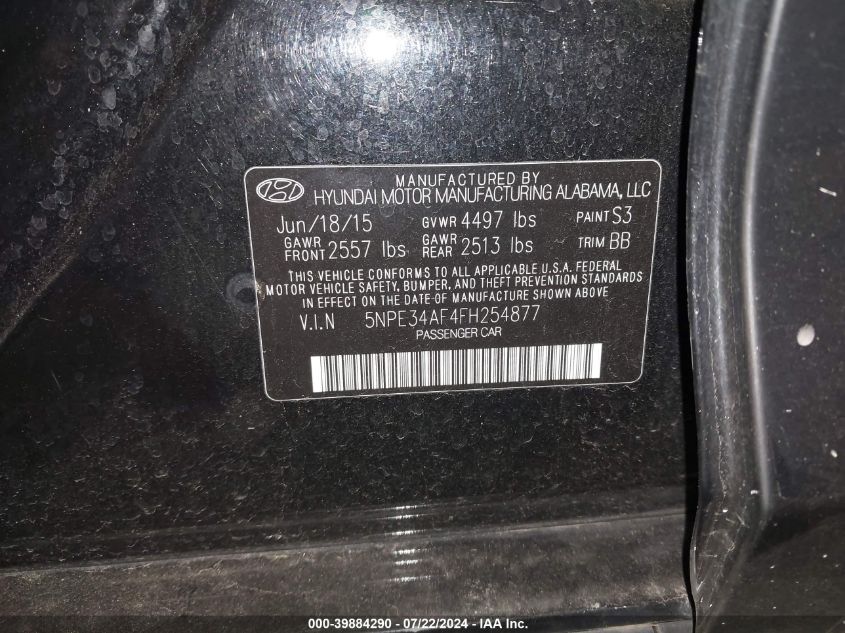 MANUFACTURED BY
HYUNDAI MOTOR MANUFACTURING ALABAMA, LLC
Jun/18/15 GVWR 4497 lbs PAINT S3
GAWR FRONT 2557 lbs GAWR REAR 2513 lbs TRIM BB
THIS VEHICLE CONFORMS TO ALL APPLICABLE U.S.A. FEDERAL
MOTOR VEHICLE SAFETY, BUMPER, AND THEFT PREVENTION STANDARDS
IN EFFECT ON THE DATE OF MANUFACTURE SHOWN ABOVE
V.I.N 5NPE34AF4FH254877
PASSENGER CAR
000-39884290 - 07/22/2024 - IAA Inc.